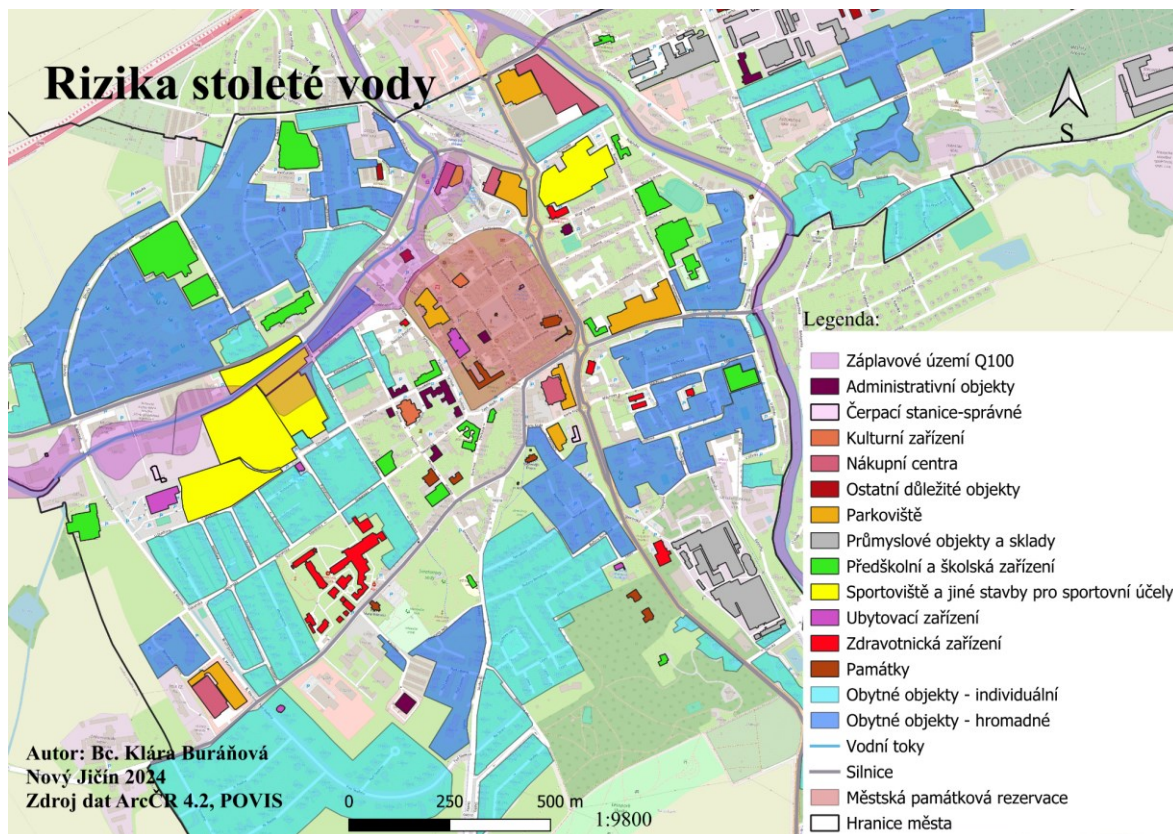 Rizika stoleté vody
S
Legenda:
Záplavové území Q100
Administrativní objekty
Čerpací stanice-správné
Kulturní zařízení
Nákupní centra
Ostatní důležité objekty
Parkoviště
Průmyslové objekty a sklady
Předškolní a školská zařízení
Sportoviště a jiné stavby pro sportovní účely
Ubytovací zařízení
Zdravotnická zařízení
Památky
Obytné objekty - individuální
Obytné objekty - hromadné
Vodní toky
Silnice
Městská památková rezervace
Hranice města
Autor: Bc. Klára Buráňová
Nový Jičín 2024
Zdroj dat ArcČR 4.2, POVIS
0 250 500 m
1:9800